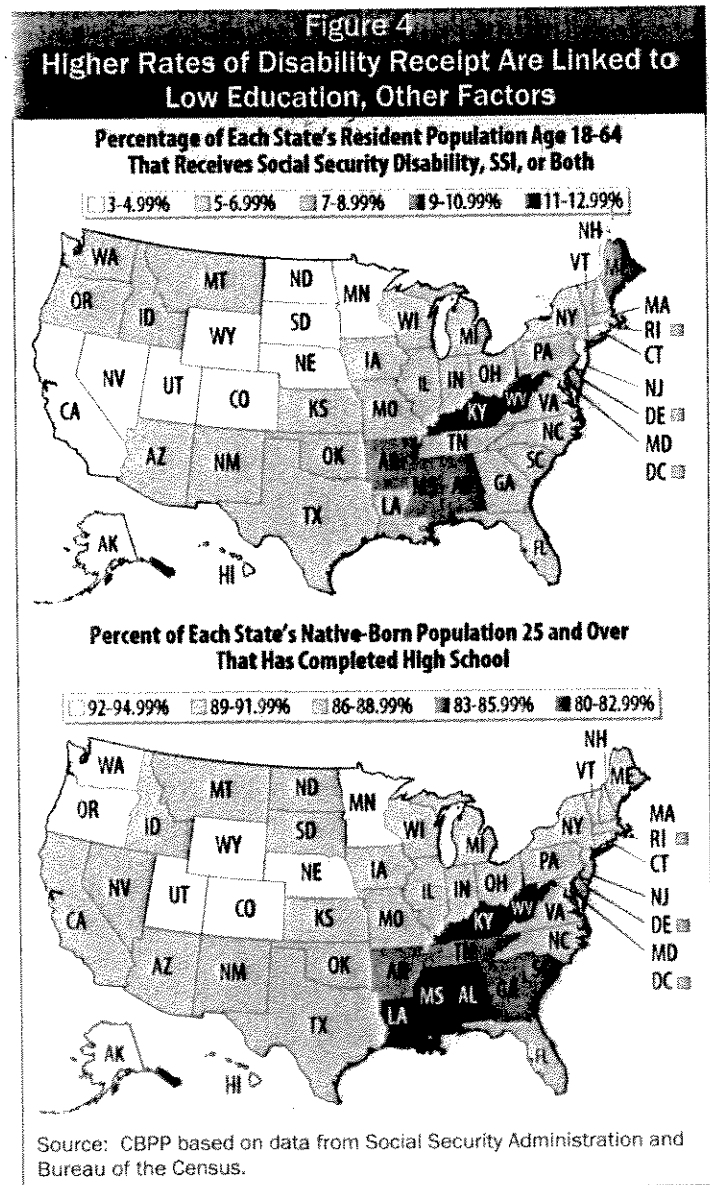 Figure 4
Higher Rates of Disability Receipt Are Linked to
Low Education, Other Factors
Percentage of Each State's Resident Population Age 18-64
That Receives Social Security Disability, SSI, or Both
3-4.99% 5-6.99% 7-8.99% 9-10.99% 11-12.99%
NH
WA MT ND MN VT ME
OR ID SD WI NY MA
WY MI RI
IA PA CT
NV NE IL IN OH NJ
UT CO WV VA DE
CA KS MO KY MD
NC
AZ NM OK AR TN SC DC
MS AL GA
TX LA
AK FL
HI
Percent of Each State's Native-Born Population 25 and Over
That Has Completed High School
92-94.99% 89-91.99% 86-88.99% 83-85.99% 80-82.99%
NH
WA MT ND VT ME
OR MN MA
ID SD WI NY RI
WY MI CT
NE IA PA
NV IL IN OH NJ
UT CO WV VA DE
CA KS MO KY MD
NC
AZ NM OK AR TN DC
MS AL GA
TX LA
AK FL
HI
Source: CBPP based on data from Social Security Administration and
Bureau of the Census.